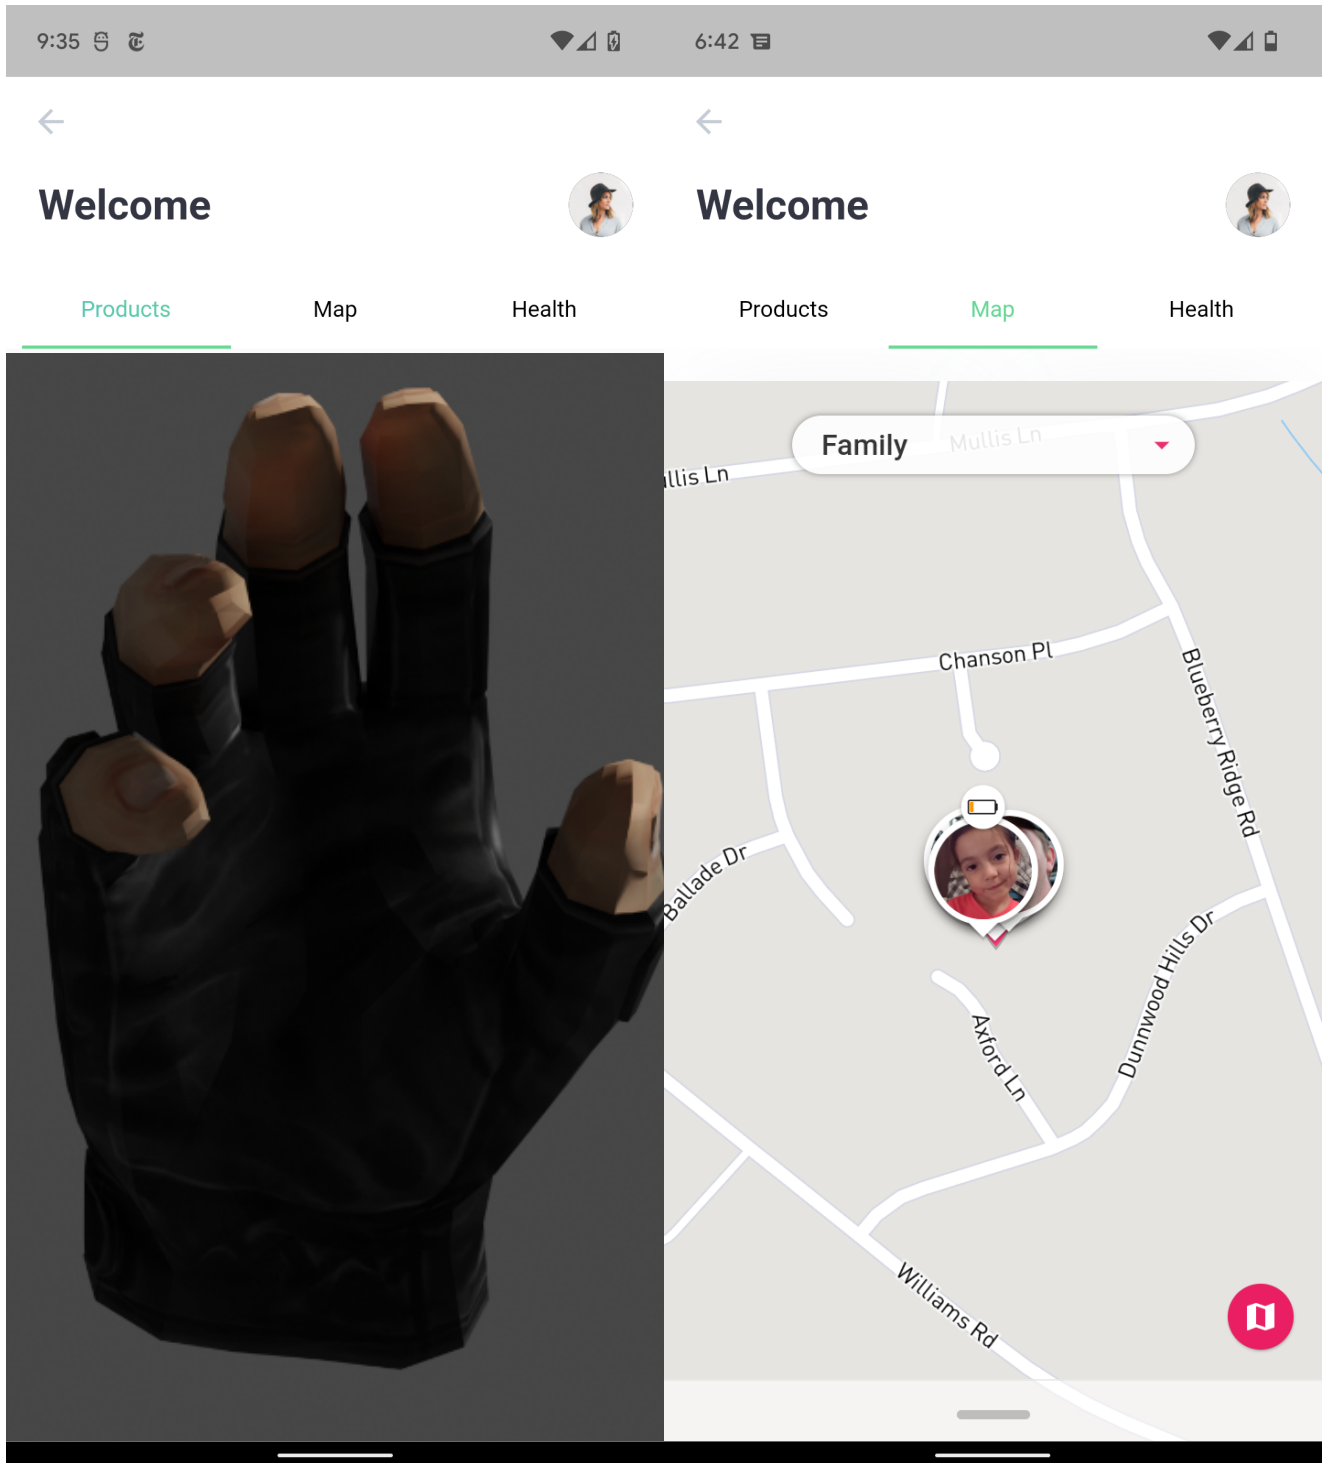 9:35
Welcome
Products Map Health
6:42
Welcome
Products Map Health
Family
Mullis Ln
ullis Ln
Chanson Pl
Blueberry Ridge Rd
Ballade Dr
Dunnwood Hills Dr
Axford Ln
Williams Rd